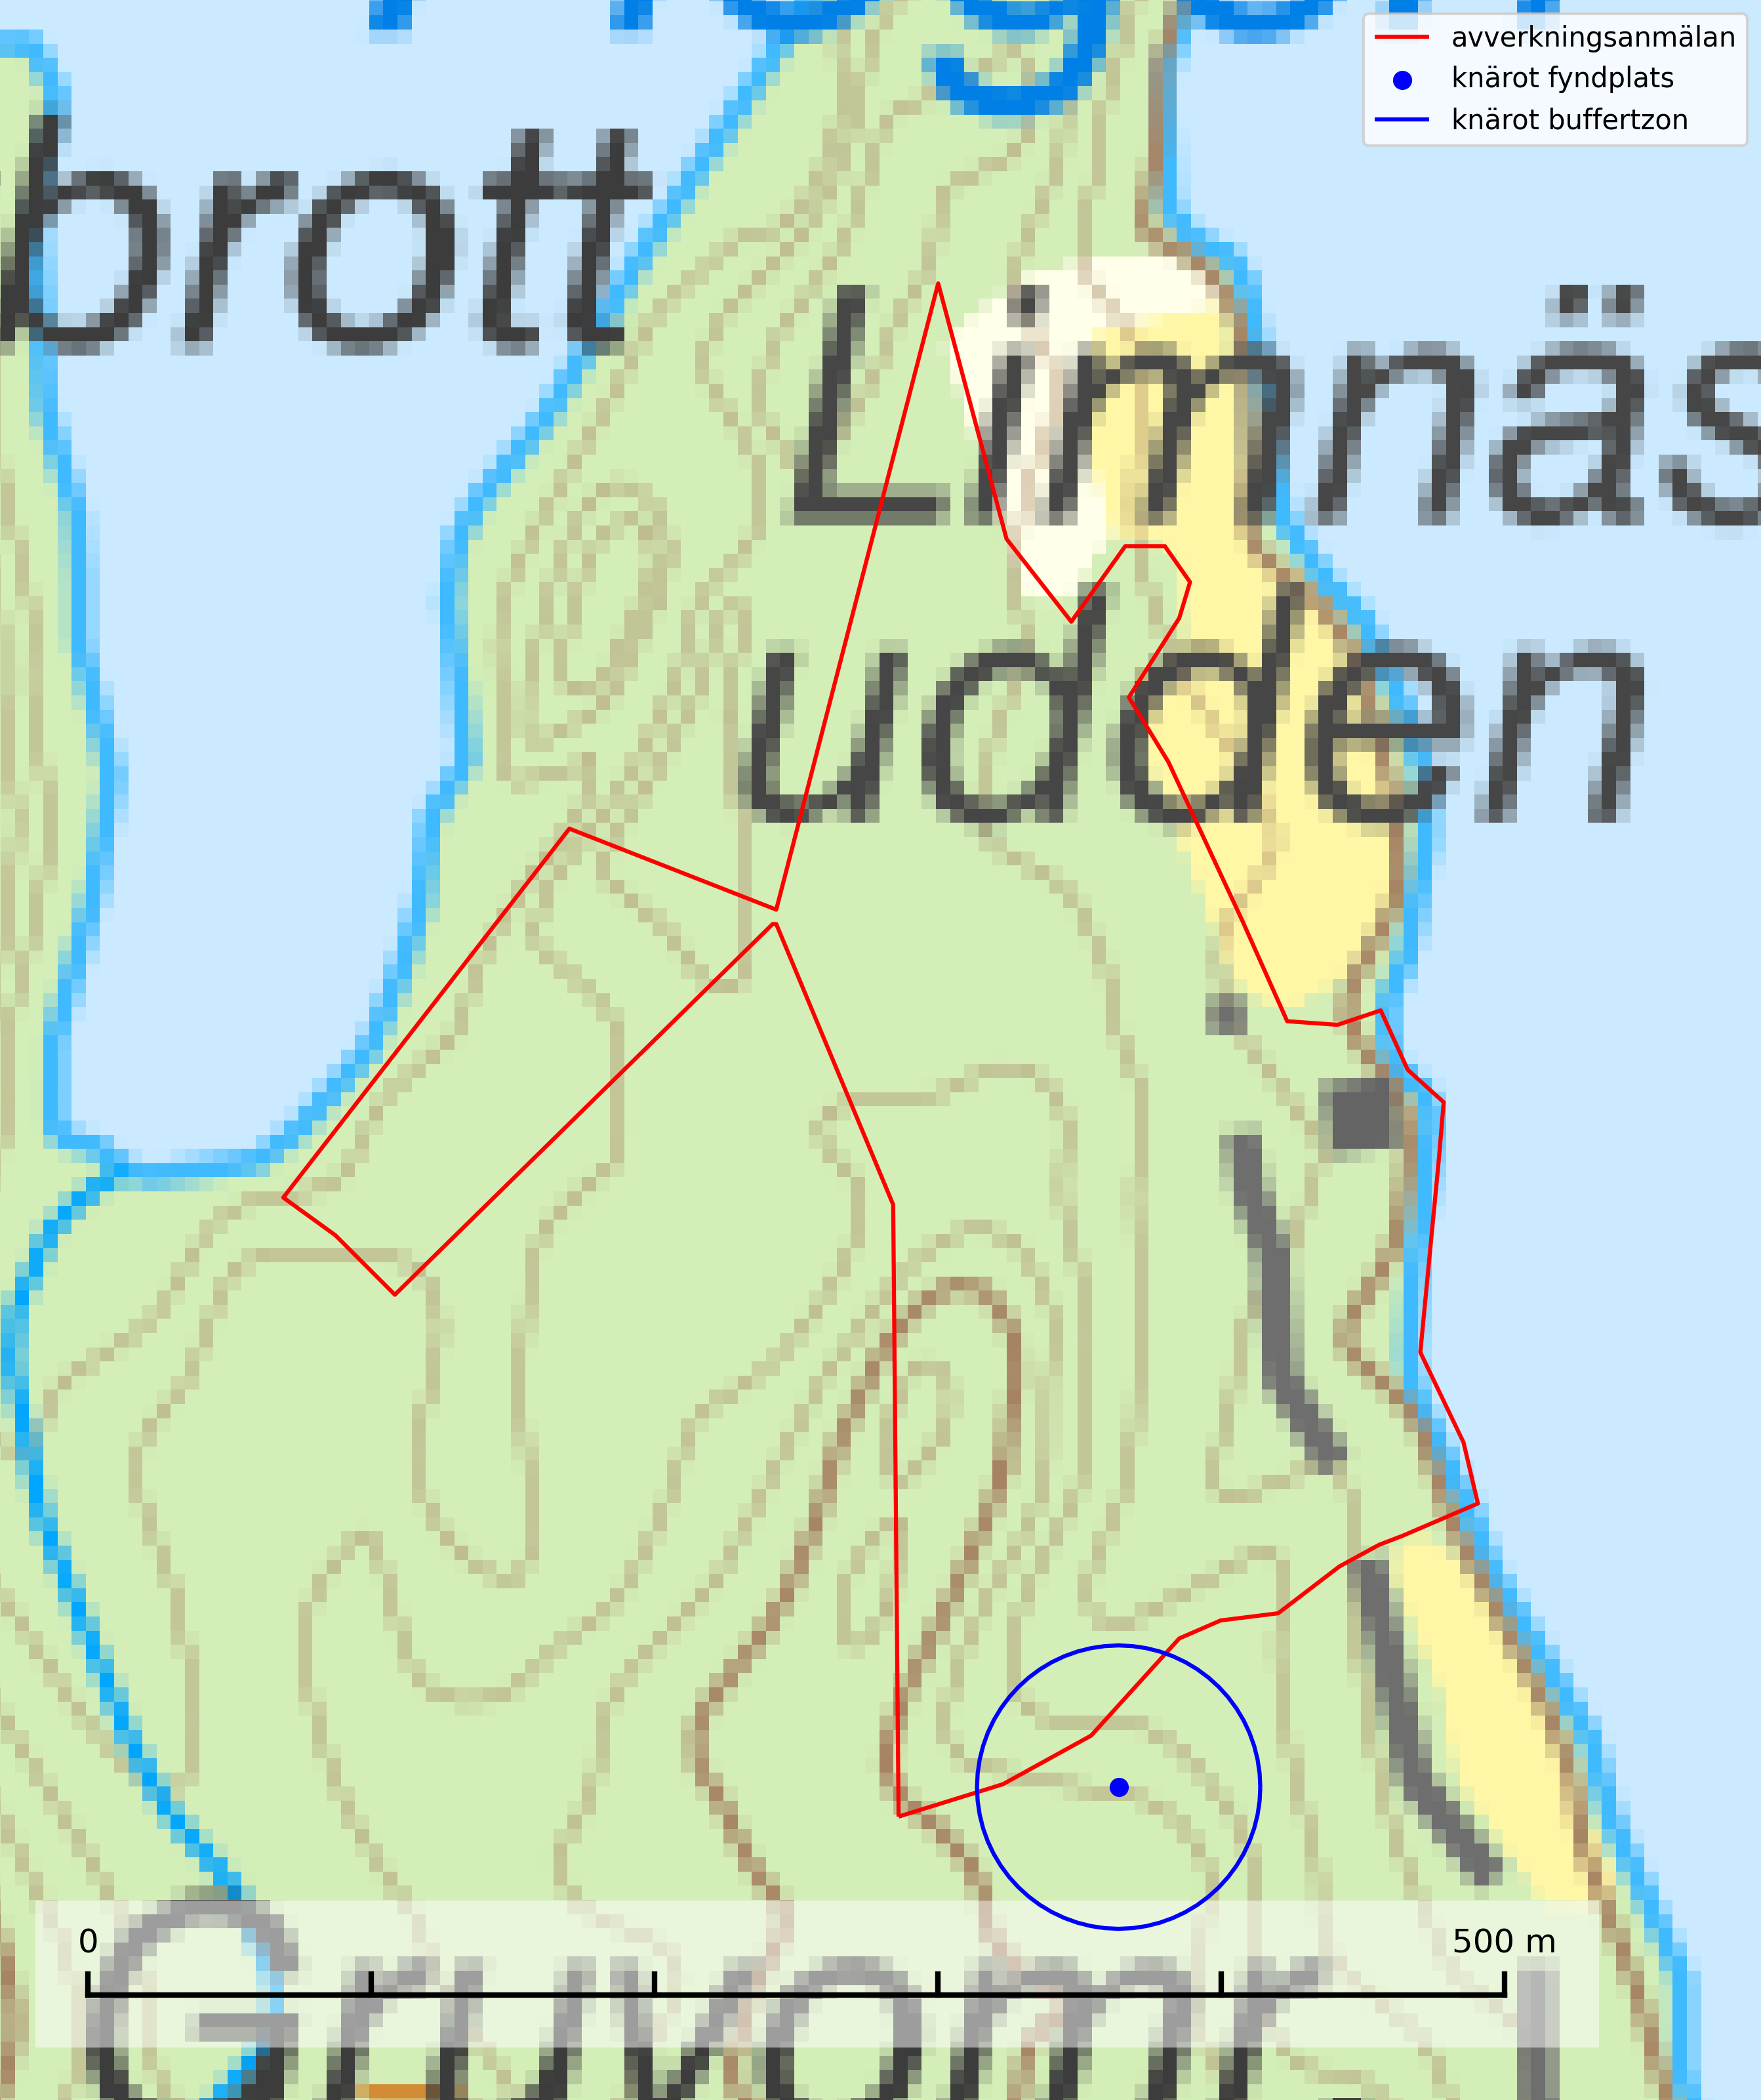 avverkningsanmälan
knärot fyndplats
knärot buffertzon
brott
Limnäs
udden
0
500 m